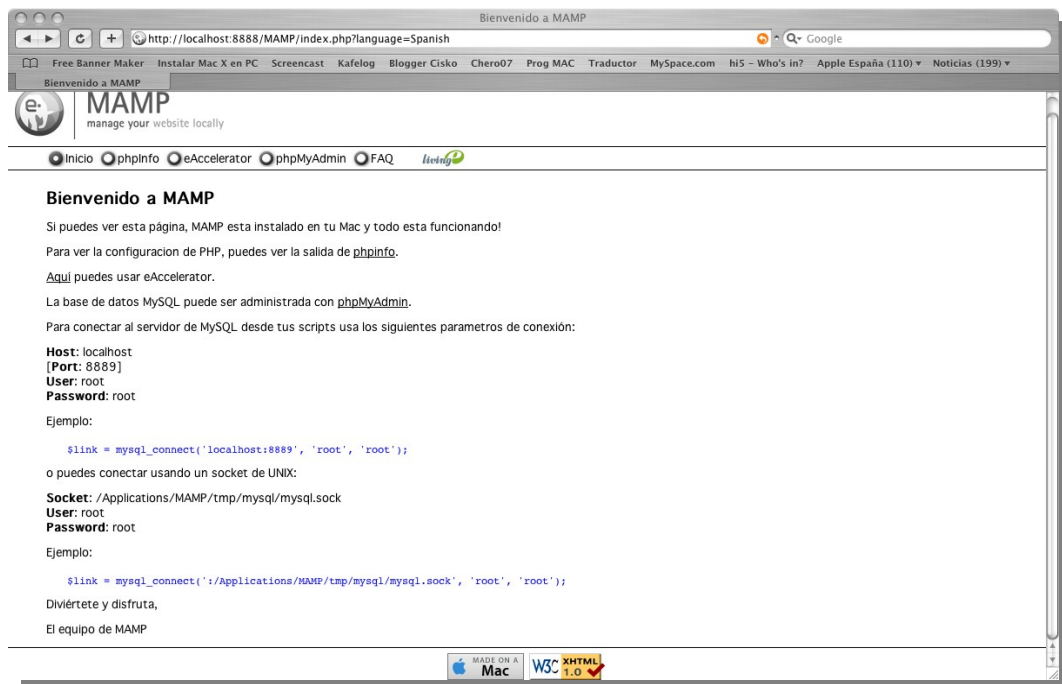 Bienvenido a MAMP
http://localhost:8888/MAMP/index.php?language=Spanish
Google
Free Banner Maker Instalar Mac X en PC Screencast Kafelog Blogger Cisko Chero07 Prog MAC Traductor MySpace.com hi5 - Who's in? Apple España (110) Noticias (199)
Bienvenido a MAMP
e·
MAMP
manage your website locally
Inicio phpInfo eAccelerator phpMyAdmin FAQ living
Bienvenido a MAMP
Si puedes ver esta página, MAMP esta instalado en tu Mac y todo esta funcionando!
Para ver la configuracion de PHP, puedes ver la salida de phpinfo.
Aqui puedes usar eAccelerator.
La base de datos MySQL puede ser administrada con phpMyAdmin.
Para conectar al servidor de MySQL desde tus scripts usa los siguientes parametros de conexión:
Host: localhost
[Port: 8889]
User: root
Password: root
Ejemplo:
$link = mysql_connect('localhost:8889', 'root', 'root');
o puedes conectar usando un socket de UNIX:
Socket: /Applications/MAMP/tmp/mysql/mysql.sock
User: root
Password: root
Ejemplo:
$link = mysql_connect(':/Applications/MAMP/tmp/mysql/mysql.sock', 'root', 'root');
Diviértete y disfruta,
El equipo de MAMP
MADE ON A
Mac
W3C XHTML
1.0